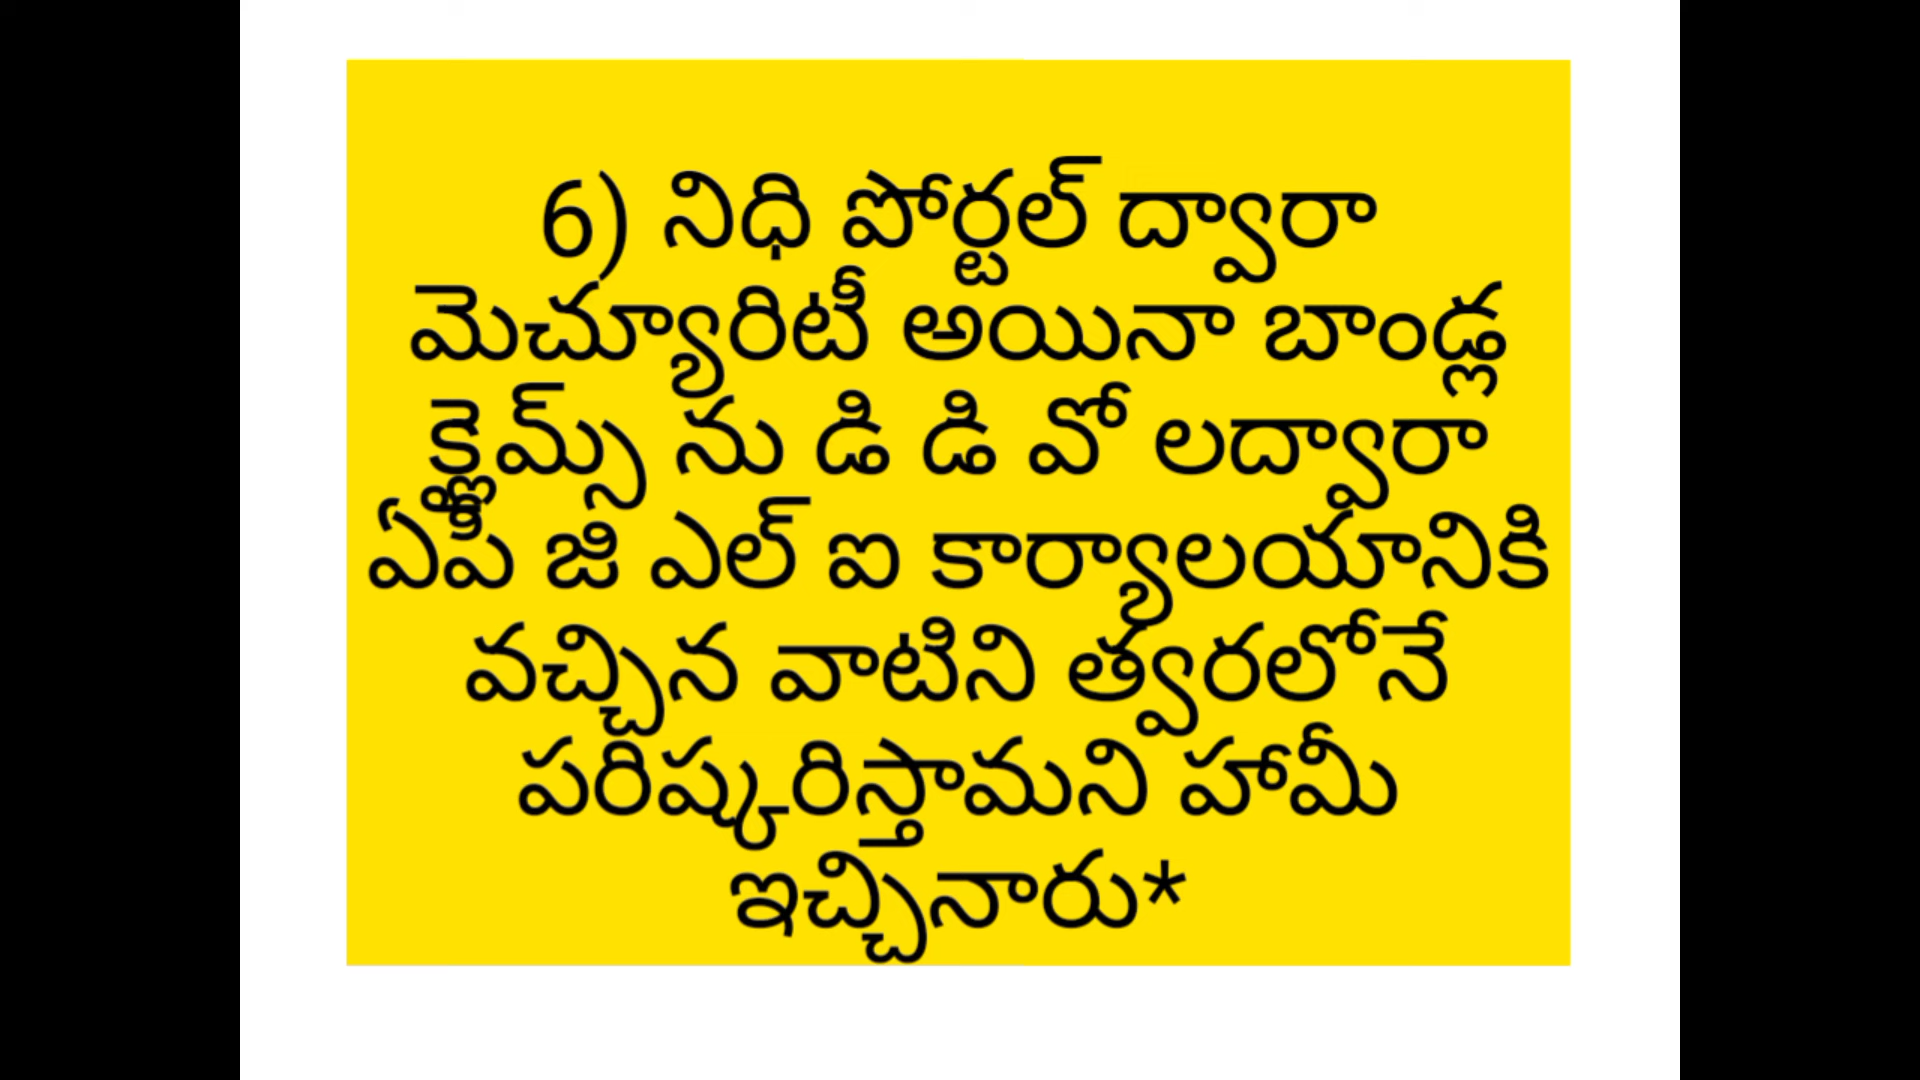 6) నిధి పోర్టల్ ద్వారా
మెచ్యూరిటీ అయినా బాండ్ల
క్లైమ్స్ ను డి డి వో లద్వారా
ఏపీ జి ఎల్ ఐ కార్యాలయానికి
వచ్చిన వాటిని త్వరలోనే
పరిష్కరిస్తామని హామీ
ఇచ్చినారు*